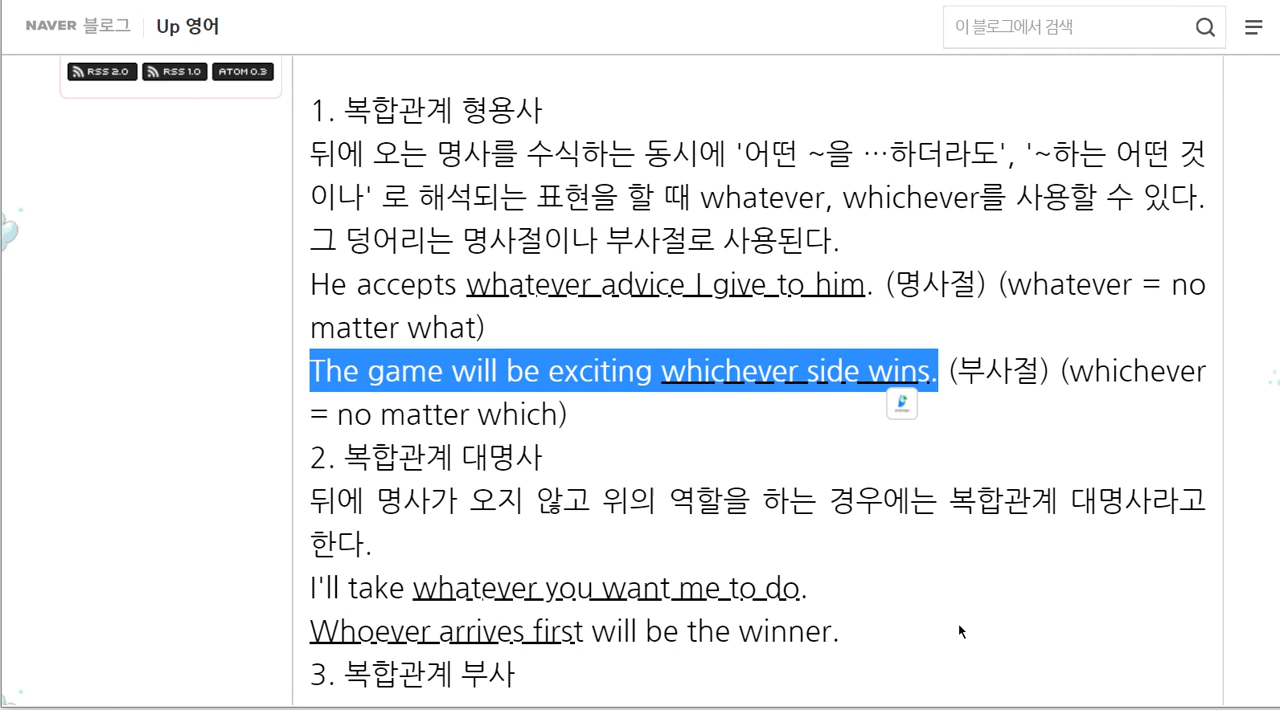 NAVER 블로그 Up 영어 이 블로그에서 검색
RSS 2.0 RSS 1.0 ATOM 0.3
1. 복합관계 형용사
뒤에 오는 명사를 수식하는 동시에 '어떤 ~을 …하더라도', '~하는 어떤 것
이나' 로 해석되는 표현을 할 때 whatever, whichever를 사용할 수 있다.
그 덩어리는 명사절이나 부사절로 사용된다.
He accepts whatever advice I give to him. (명사절) (whatever = no
matter what)
The game will be exciting whichever side wins. (부사절) (whichever
= no matter which)
2. 복합관계 대명사
뒤에 명사가 오지 않고 위의 역할을 하는 경우에는 복합관계 대명사라고
한다.
I'll take whatever you want me to do.
Whoever arrives first will be the winner.
3. 복합관계 부사